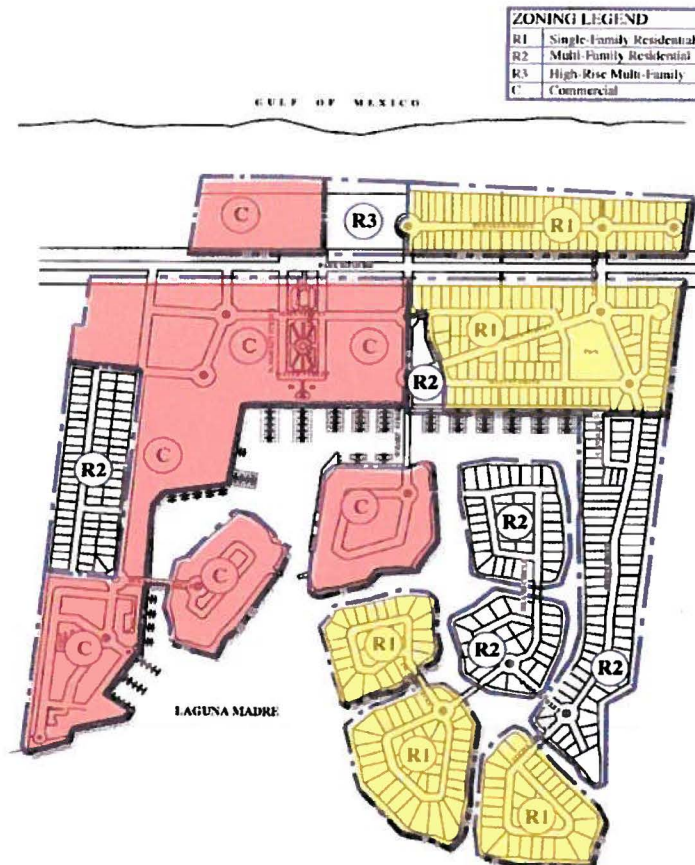 ZONING LEGEND
R1 Single-Family Residential
R2 Multi-Family Residential
R3 High-Rise Multi-Family
C Commercial
GULF OF MEXICO
C
R3
R1
R1
C
C
R2
C
R2
C
R2
C
C
R1
R2
R2
LAGUNA MADRE
R1
R1